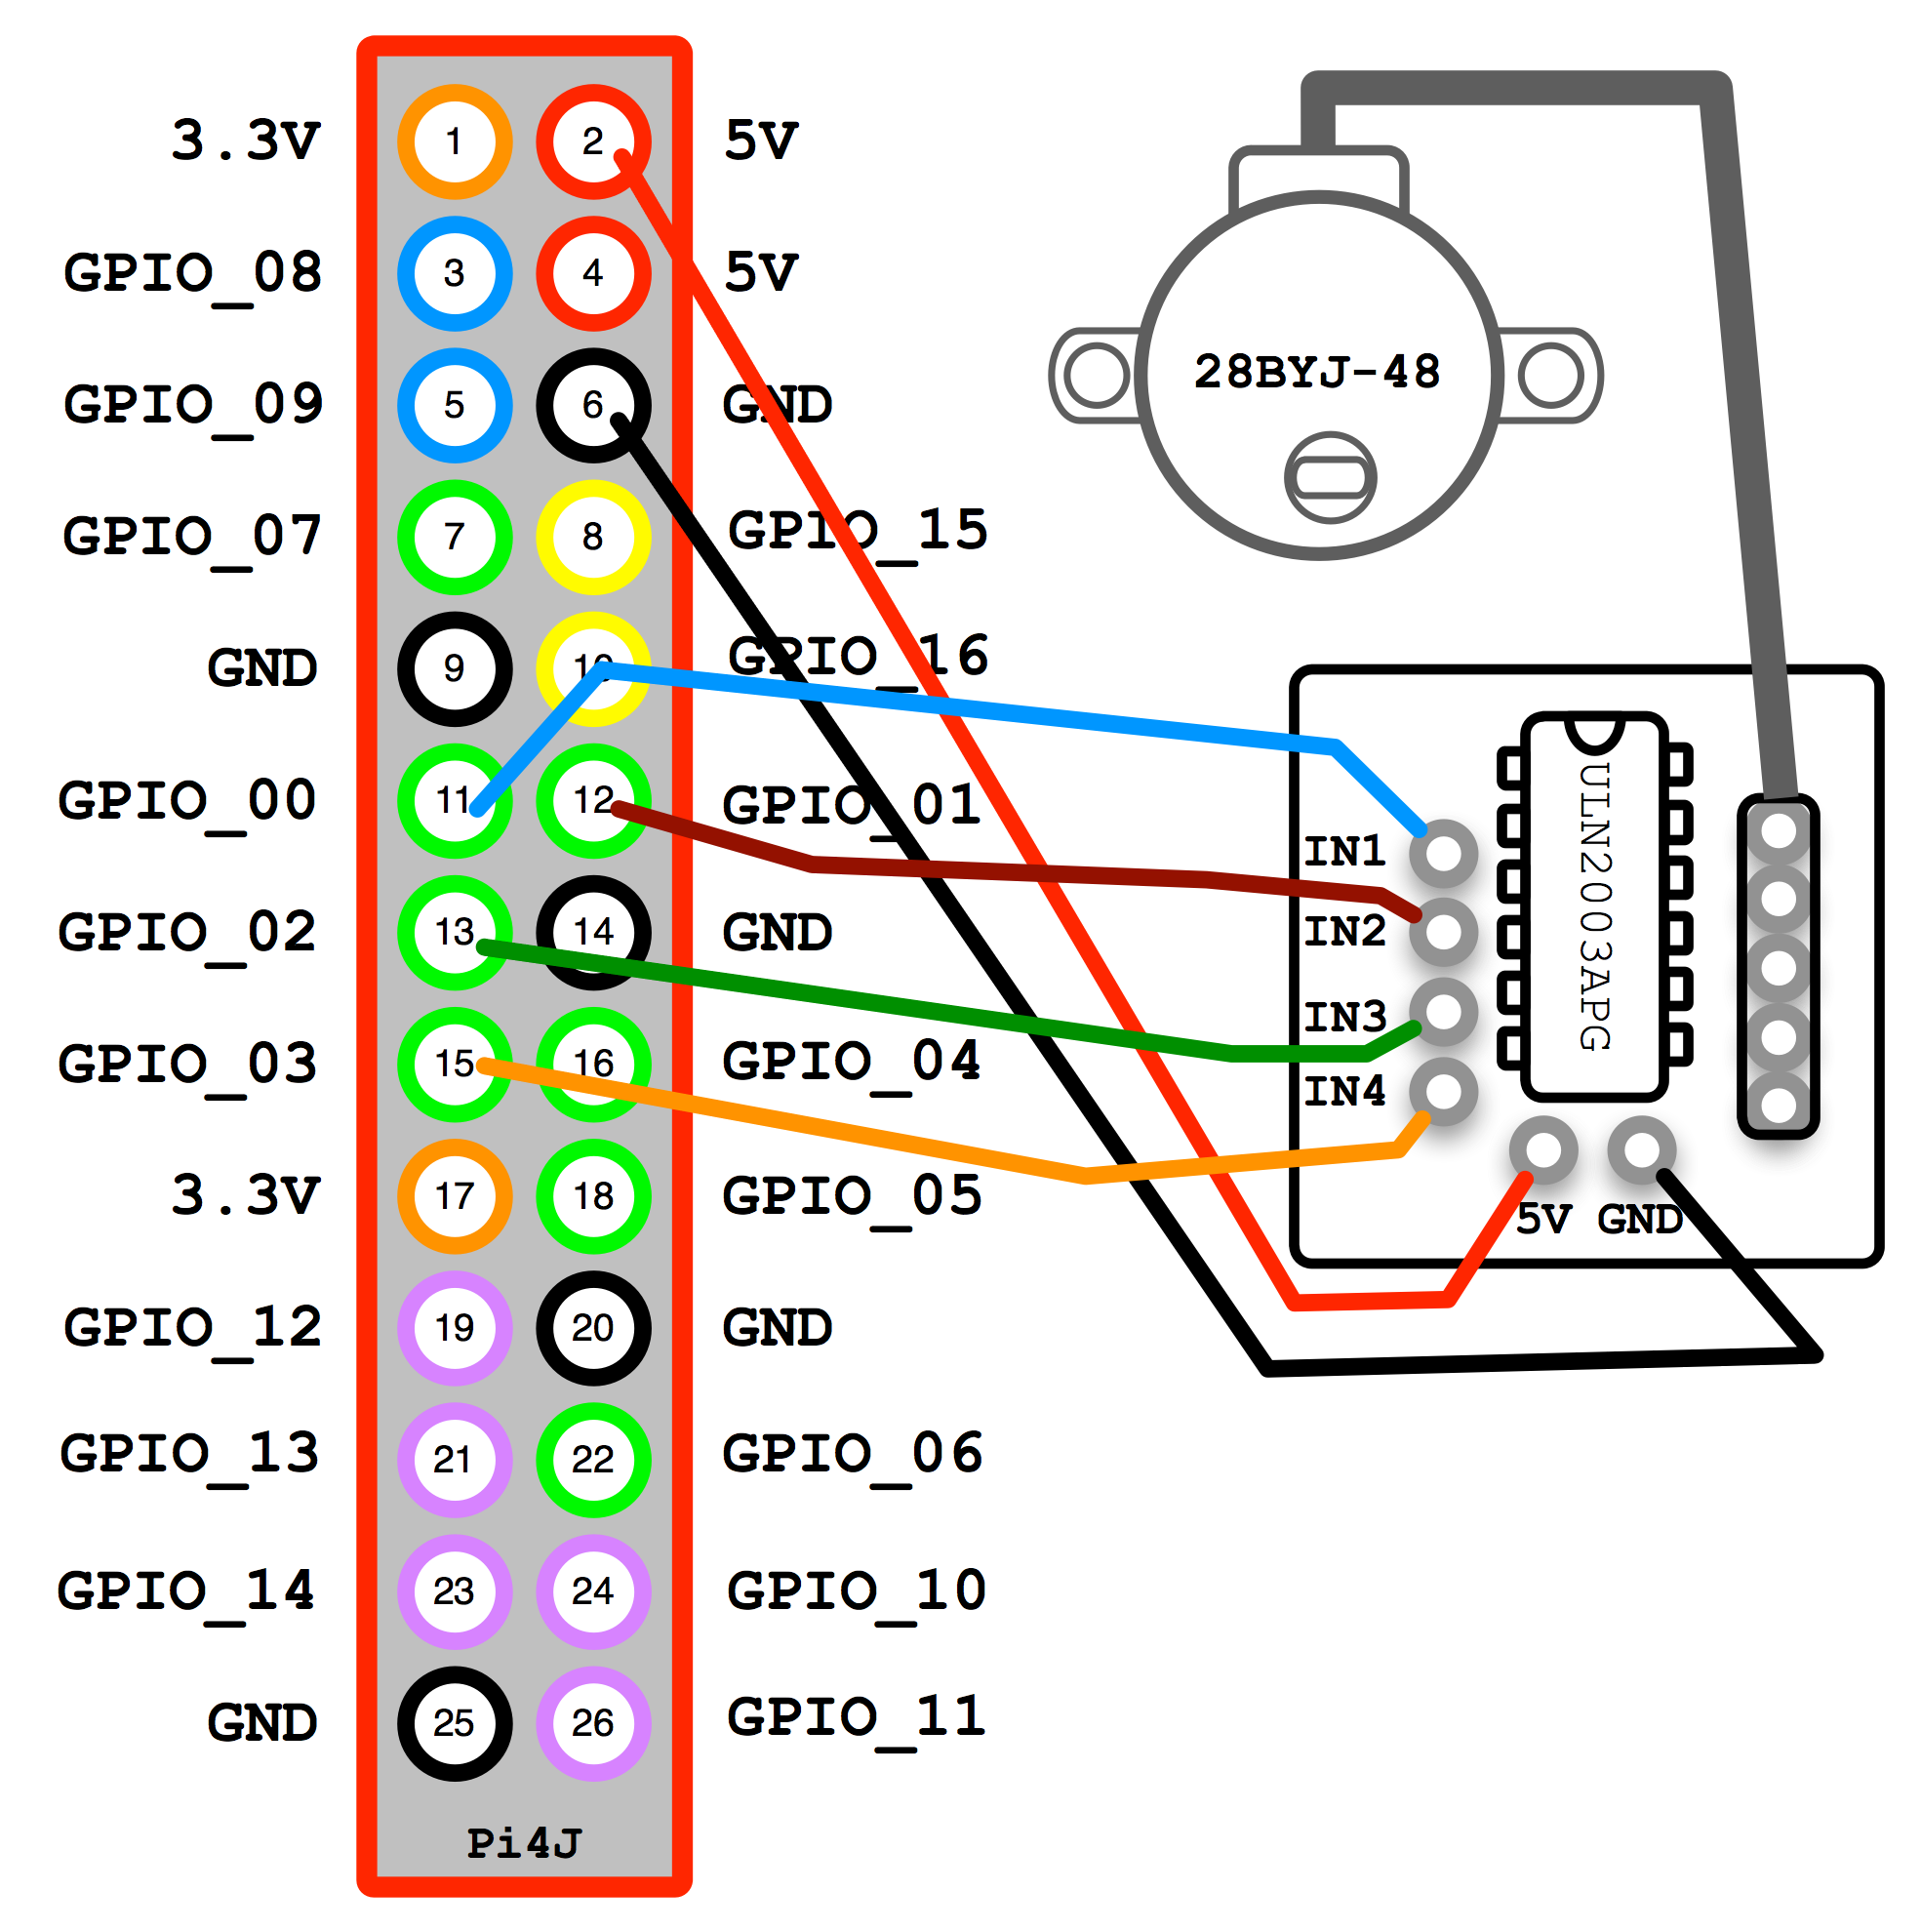 3.3V 1 2 5V
GPIO_08 3 4 5V
GPIO_09 5 6 GND
GPIO_07 7 8 GPIO_15
GND 9 10 GPIO_16
GPIO_00 11 12 GPIO_01
GPIO_02 13 14 GND
GPIO_03 15 16 GPIO_04
3.3V 17 18 GPIO_05
GPIO_12 19 20 GND
GPIO_13 21 22 GPIO_06
GPIO_14 23 24 GPIO_10
GND 25 26 GPIO_11
Pi4J
28BYJ-48
ULN2003APG
IN1
IN2
IN3
IN4
5V GND